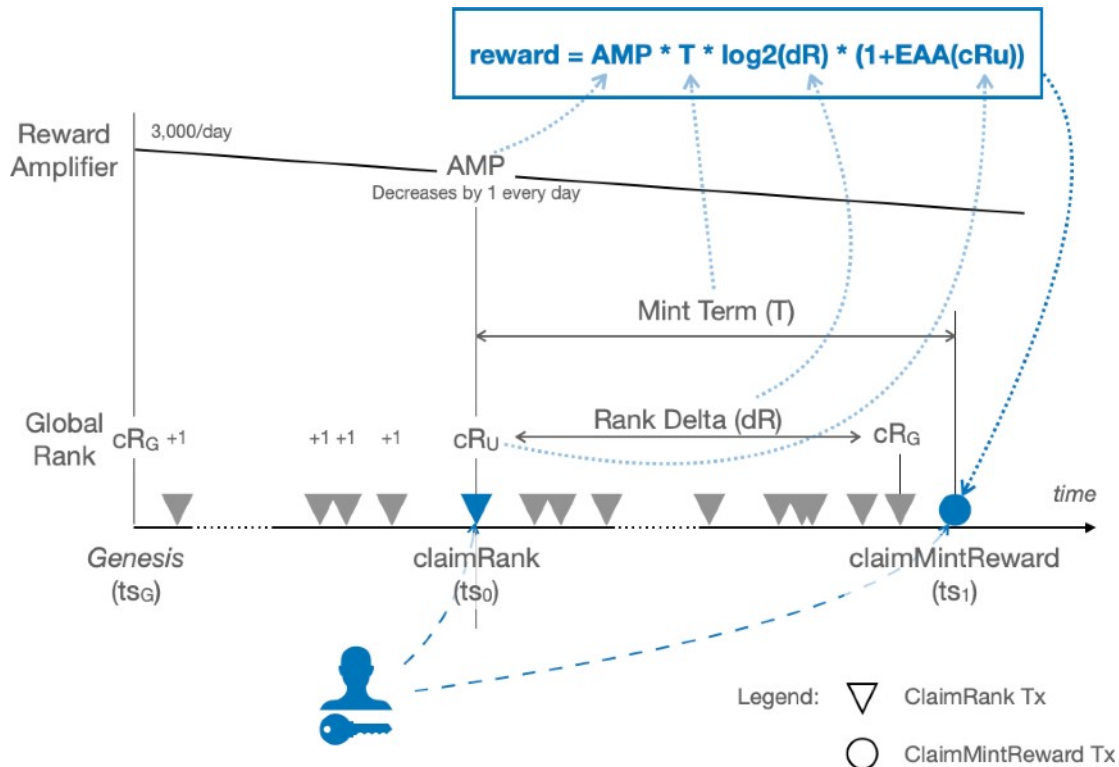 reward = AMP * T * log2(dR) * (1+EAA(cRu))
Reward
Amplifier
3,000/day
AMP
Decreases by 1 every day
Mint Term (T)
Global
Rank
cRG +1 +1 +1 +1 cRU Rank Delta (dR) cRG
time
Genesis
(tsG)
claimRank
(ts0)
claimMintReward
(ts1)
Legend: ClaimRank Tx
ClaimMintReward Tx